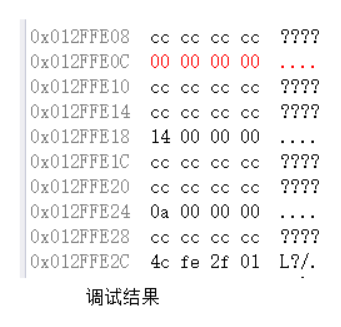 0x012FFE08 cc cc cc cc ????
0x012FFE0C 00 00 00 00 ....
0x012FFE10 cc cc cc cc ????
0x012FFE14 cc cc cc cc ????
0x012FFE18 14 00 00 00 ....
0x012FFE1C cc cc cc cc ????
0x012FFE20 cc cc cc cc ????
0x012FFE24 0a 00 00 00 ....
0x012FFE28 cc cc cc cc ????
0x012FFE2C 4c fe 2f 01 L?/.
调试结果